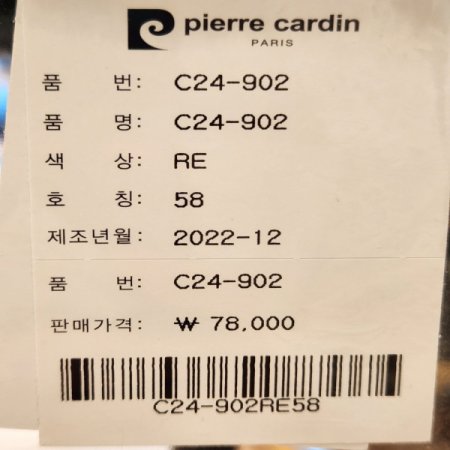 pierre cardin
PARIS
품 번: C24-902
품 명: C24-902
색 상: RE
호 칭: 58
제조년월: 2022-12
품 번: C24-902
판매가격: ₩ 78,000
C24-902RE58